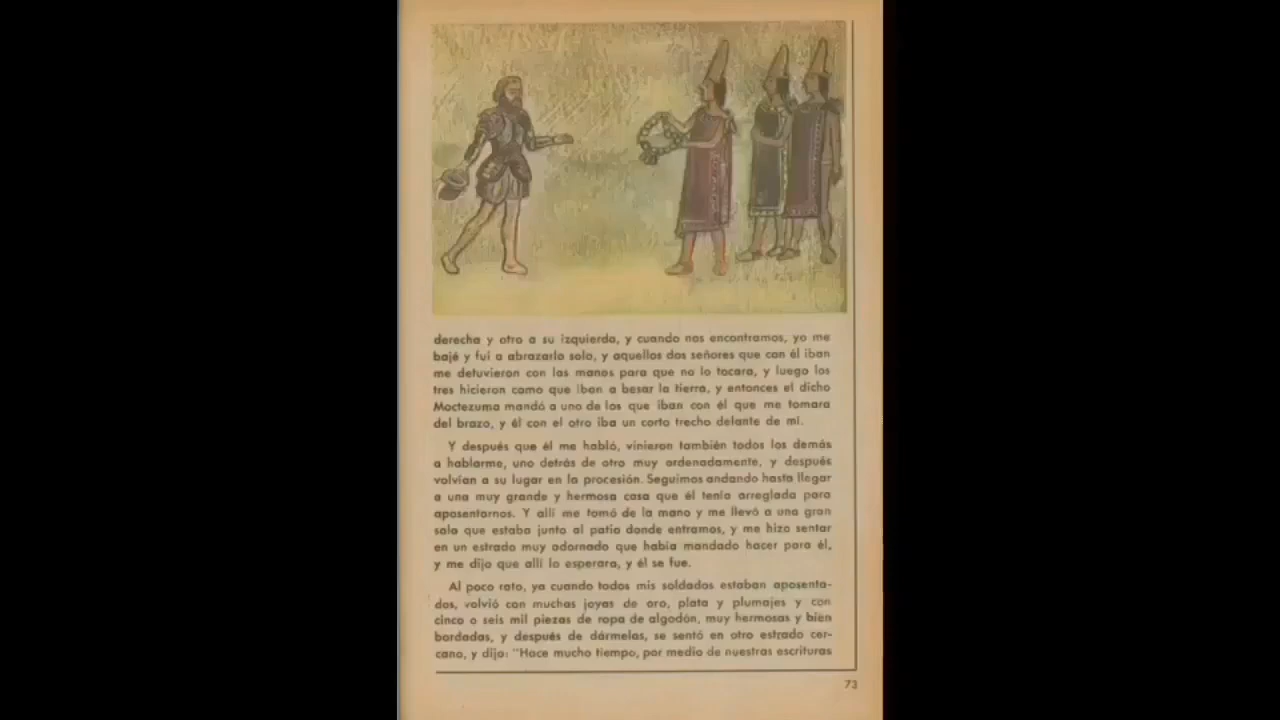 derecha y otro a su izquierda, y cuando nos encontramos, yo me
bajé y fui a abrazarlo solo, y aquellos dos señores que con él iban
me detuvieron con las manos para que no lo tocara, y luego los
tres hicieron como que iban a besar la tierra, y entonces el dicho
Moctezuma mandó a uno de los que iban con él que me tomara
del brazo, y él con el otro iba un corto trecho delante de mí.
Y después que él me habló, vinieron también todos los demás
a hablarme, uno detrás de otro muy ordenadamente, y después
volvían a su lugar en la procesión. Seguimos andando hasta llegar
a una muy grande y hermosa casa que él tenía arreglada para
aposentarnos. Y allí me tomó de la mano y me llevó a una gran
sala que estaba junto al patio donde entramos, y me hizo sentar
en un estrado muy adornado que había mandado hacer para él,
y me dijo que allí lo esperara, y él se fue.
Al poco rato, ya cuando todos mis soldados estaban aposenta-
dos, volvió con muchas joyas de oro, plata y plumajes y con
cinco o seis mil piezas de ropa de algodón, muy hermosas y bien
bordadas, y después de dármelas, se sentó en otro estrado cer-
cano, y dijo: "Hace mucho tiempo, por medio de nuestras escrituras
73